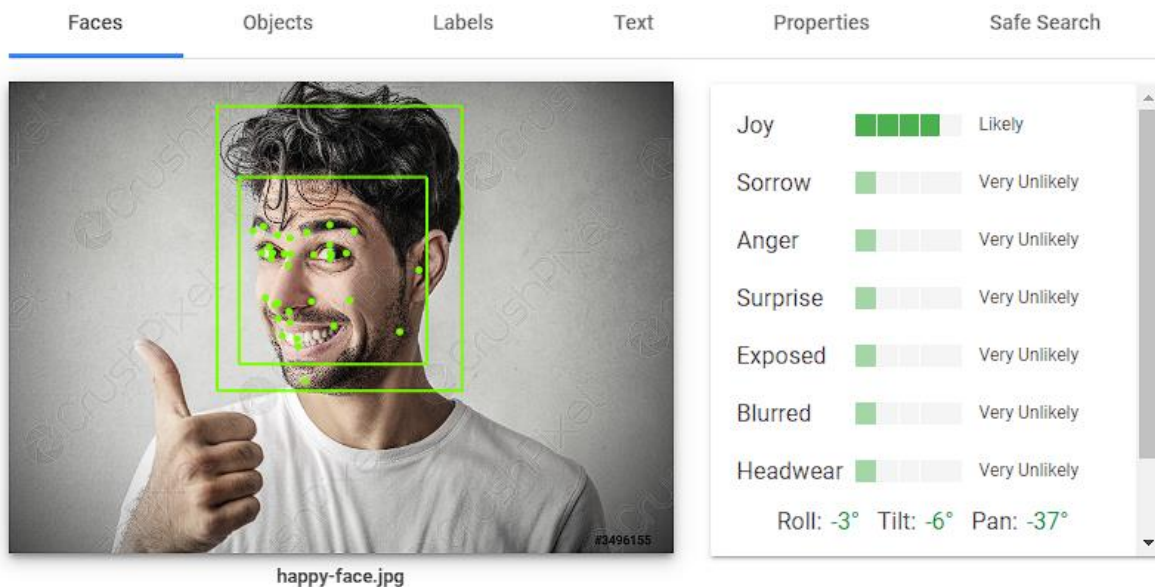 Faces Objects Labels Text Properties Safe Search
Joy Likely
Sorrow Very Unlikely
Anger Very Unlikely
Surprise Very Unlikely
Exposed Very Unlikely
Blurred Very Unlikely
Headwear Very Unlikely
Roll: -3° Tilt: -6° Pan: -37°
crushpixel
#3496155
happy-face.jpg